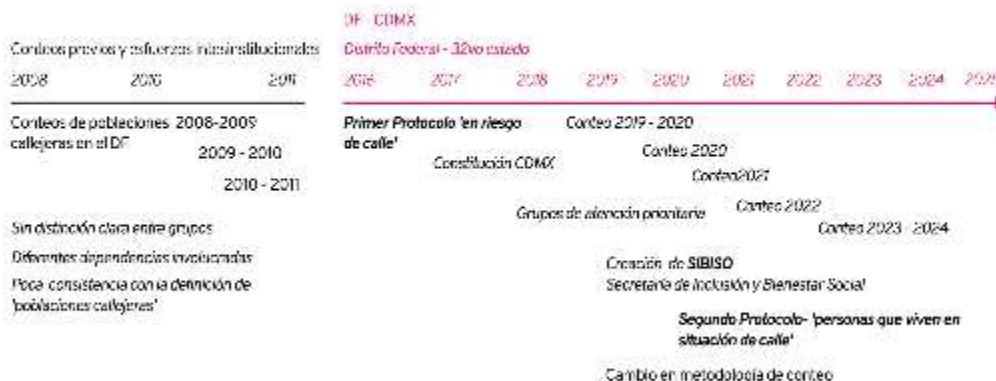 DF - CDMX
Conteos previos y esfuerzos intesinstitucionales
Distrito Federal - 32vo estado
2008 2010 2011
2016 2017 2018 2019 2020 2021 2022 2023 2024 2025
Conteos de poblaciones 2008-2009
callejeras en el DF
2009 - 2010
2010 - 2011
Primer Protocolo 'en riesgo
de calle'
Constitución CDMX
Conteo 2019 - 2020
Conteo 2020
Conteo2021
Grupos de atención prioritaria
Conteo 2022
Conteo 2023 - 2024
Sin distinción clara entre grupos
Diferentes dependencias involucradas
Poca consistencia con la definición de
'poblaciones callejeras'
Creación de SIBISO
Secretaría de Inclusión y Bienestar Social
Segundo Protocolo- 'personas que viven en
situación de calle'
Cambio en metodología de conteo